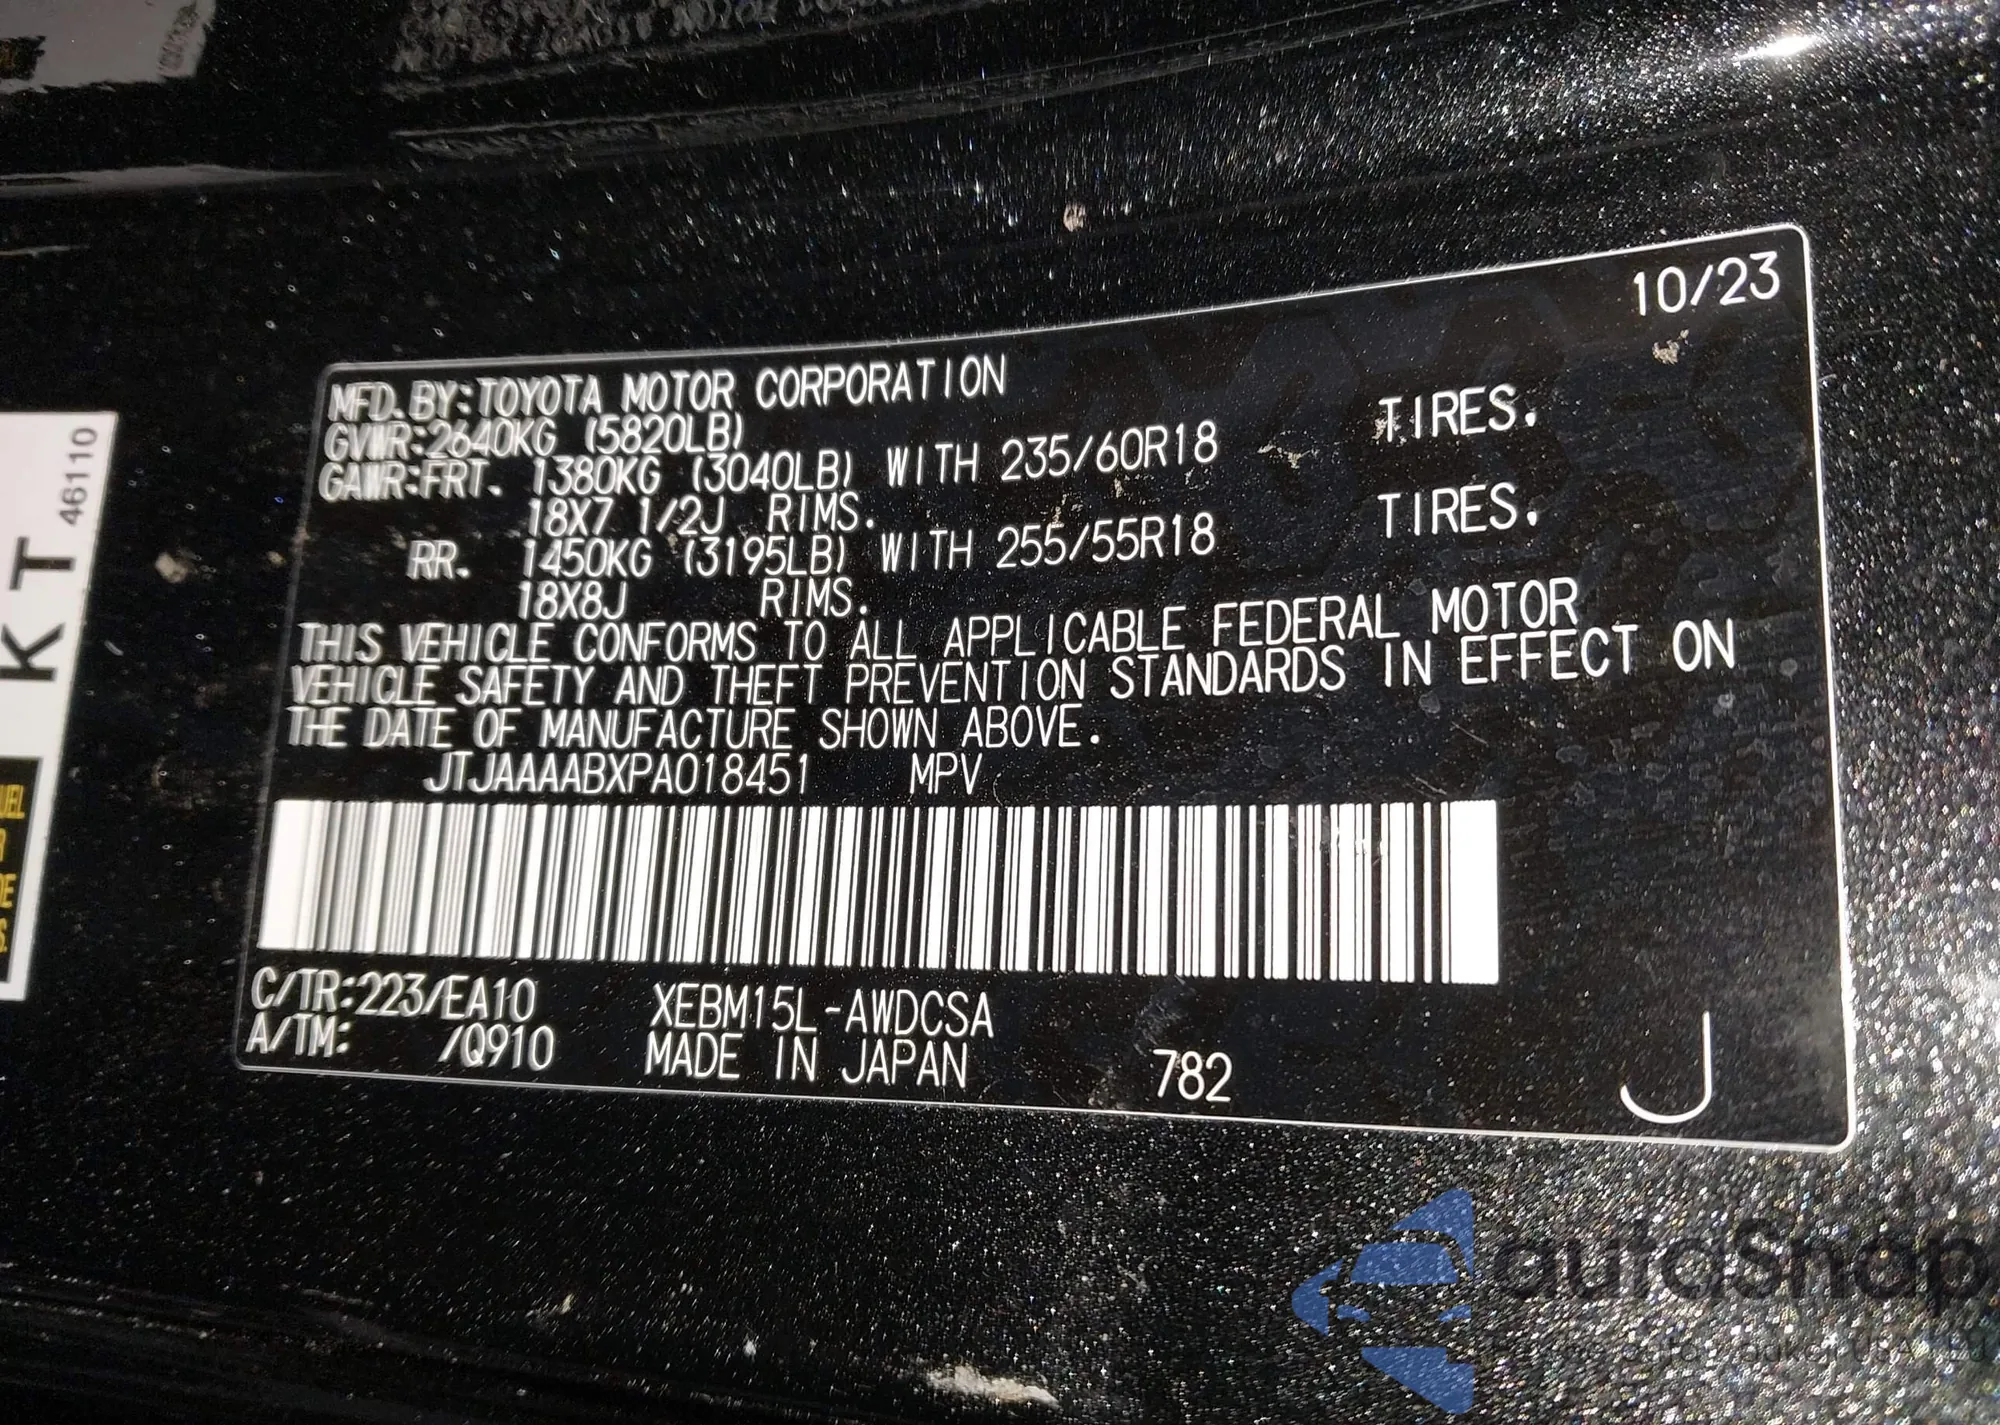 10/23
MFD.BY:TOYOTA MOTOR CORPORATION
GVWR:2640KG (5820LB)
GAWR:FRT. 1380KG (3040LB) WITH 235/60R18 TIRES.
18X7 1/2J RIMS.
RR. 1450KG (3195LB) WITH 255/55R18 TIRES.
18X8J RIMS.
THIS VEHICLE CONFORMS TO ALL APPLICABLE FEDERAL MOTOR
VEHICLE SAFETY AND THEFT PREVENTION STANDARDS IN EFFECT ON
THE DATE OF MANUFACTURE SHOWN ABOVE.
JTJAAAABXPA018451 MPV
C/TR:223/EA10 XEBM15L-AWDCSA
A/TM: /Q910 MADE IN JAPAN 782 J
46110
KT
UEL
R
DE
S.
autoSnap